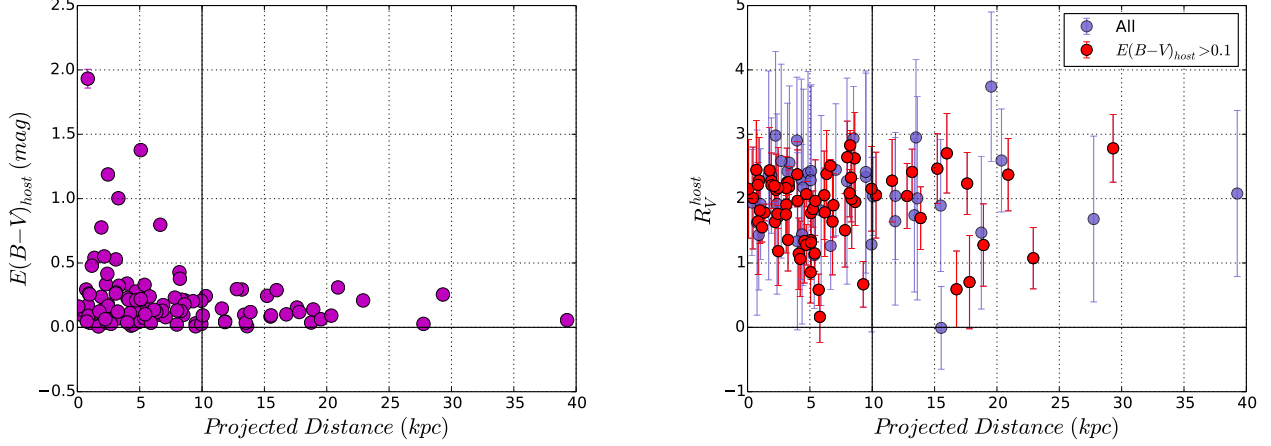 2.5
2.0
1.5
1.0
0.5
0.0
−0.5
E(B−V)_{host} (mag)
0 5 10 15 20 25 30 35 40
Projected Distance (kpc)
5
4
3
2
1
0
−1
R_V^{host}
All
E(B−V)_{host}>0.1
0 5 10 15 20 25 30 35 40
Projected Distance (kpc)